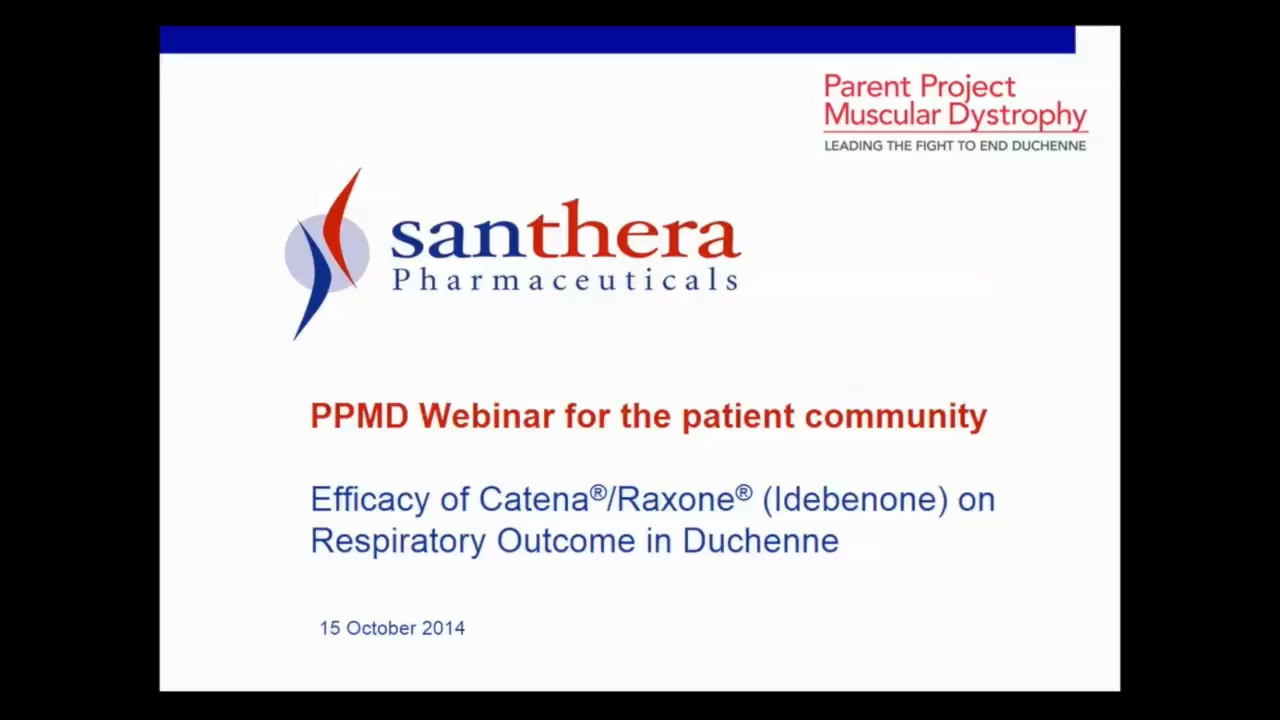 Parent Project
Muscular Dystrophy
LEADING THE FIGHT TO END DUCHENNE
santhera
Pharmaceuticals
PPMD Webinar for the patient community
Efficacy of Catena®/Raxone® (Idebenone) on
Respiratory Outcome in Duchenne
15 October 2014